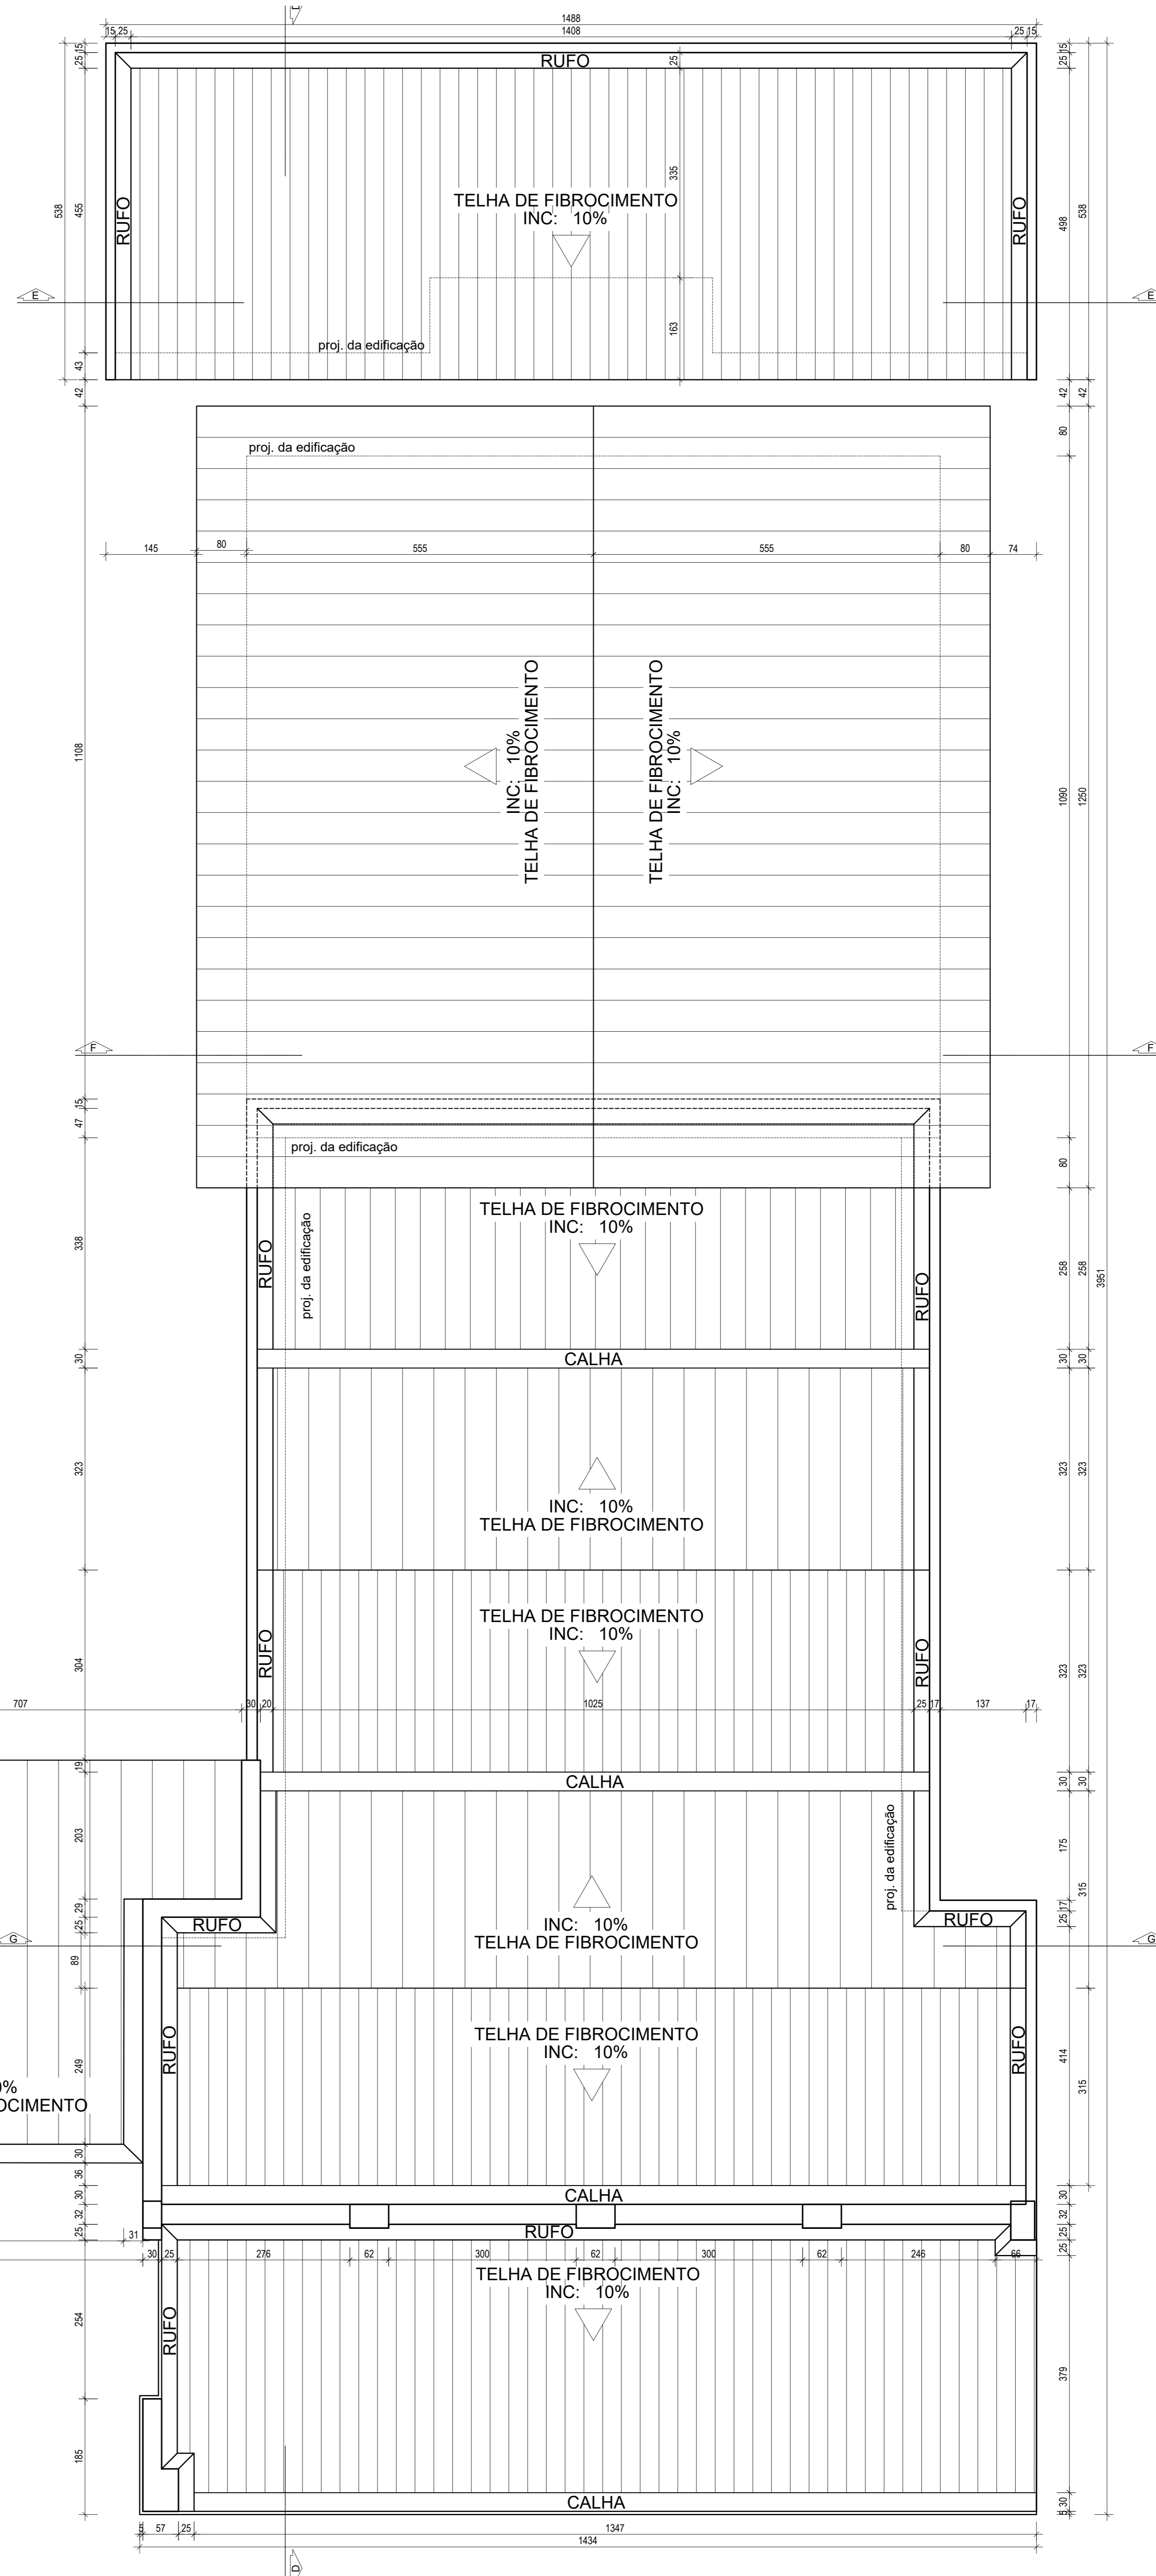 1488
15 25 1408 25 15
RUFO
25
15
25
15
25
335
TELHA DE FIBROCIMENTO
INC: 10%
RUFO
RUFO
538
455
498
538
E
E
163
proj. da edificação
43
42
42
42
80
proj. da edificação
145 80 555 555 80 74
TELHA DE FIBROCIMENTO
INC: 10%
INC: 10%
TELHA DE FIBROCIMENTO
1108
1090
1250
F
F
15
47
proj. da edificação
80
TELHA DE FIBROCIMENTO
INC: 10%
proj. da edificação
RUFO
RUFO
338
258
258
3951
30
CALHA
30
30
323
323
323
INC: 10%
TELHA DE FIBROCIMENTO
TELHA DE FIBROCIMENTO
INC: 10%
RUFO
RUFO
304
323
323
707 30 20 1025 25 17 137 17
19
CALHA
30
30
203
proj. da edificação
175
315
29
25
RUFO
INC: 10%
TELHA DE FIBROCIMENTO
RUFO
17
25
G
G
89
TELHA DE FIBROCIMENTO
INC: 10%
RUFO
RUFO
249
414
315
0%
OCIMENTO
30
36
30
CALHA
30
32
RUFO
32
25
25
25
31
30 25 276 62 300 62 300 62 246 66
TELHA DE FIBROCIMENTO
INC: 10%
RUFO
254
379
185
CALHA
30
5
5 57 25 1347
1434
D